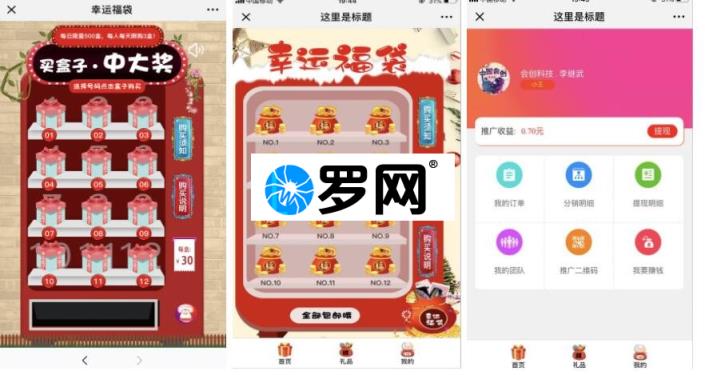 幸运福袋
每日限量500盒，每人每天限购3盒！
买盒子·中大奖
选择号码点击盒子购买
01
02
03
04
05
06
07
08
09
10
11
12
购买须知
购买说明
每盒：
¥30
中国移动
这里是标题
幸运福袋
NO.1
NO.2
NO.3
NO.7
NO.8
NO.9
NO.10
NO.11
NO.12
购买须知
购买说明
全部包邮哦
幸运福袋
首页
礼品
我的
罗网®
这里是标题
会创科技 . 李继武
推广收益: 0.70元
提现
我的订单
分销明细
提现明细
我的团队
推广二维码
我要赚钱
首页
礼品
我的